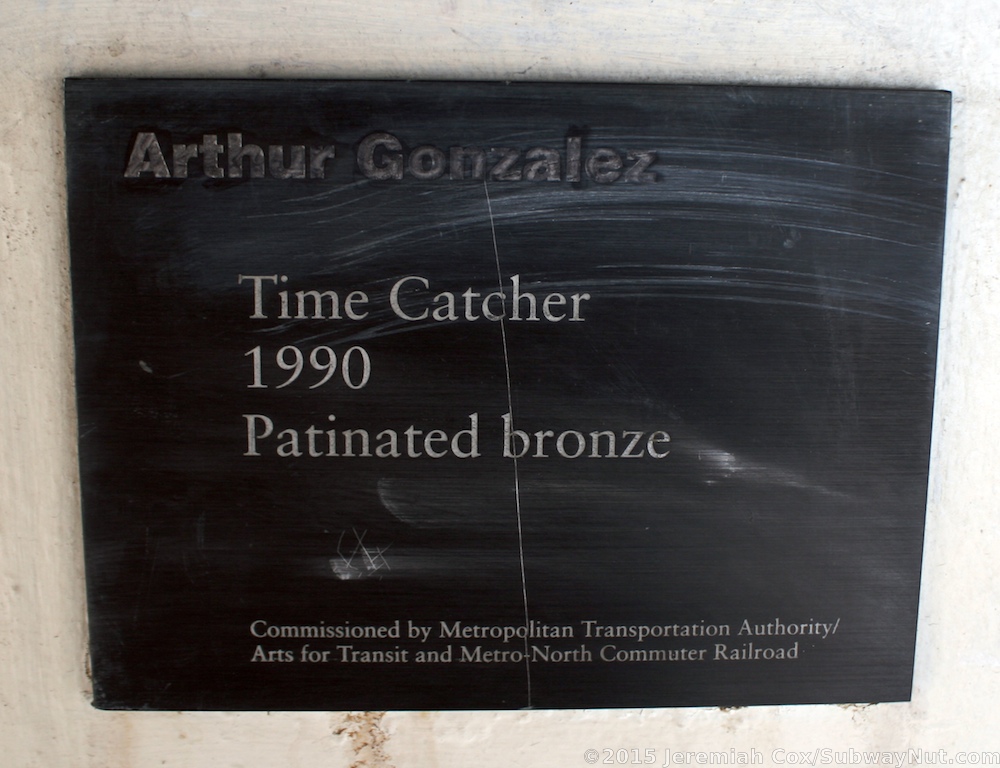 Arthur Gonzalez
Time Catcher
1990
Patinated bronze
Commissioned by Metropolitan Transportation Authority/
Arts for Transit and Metro-North Commuter Railroad
©2015 Jeremiah Cox/SubwayNut.com